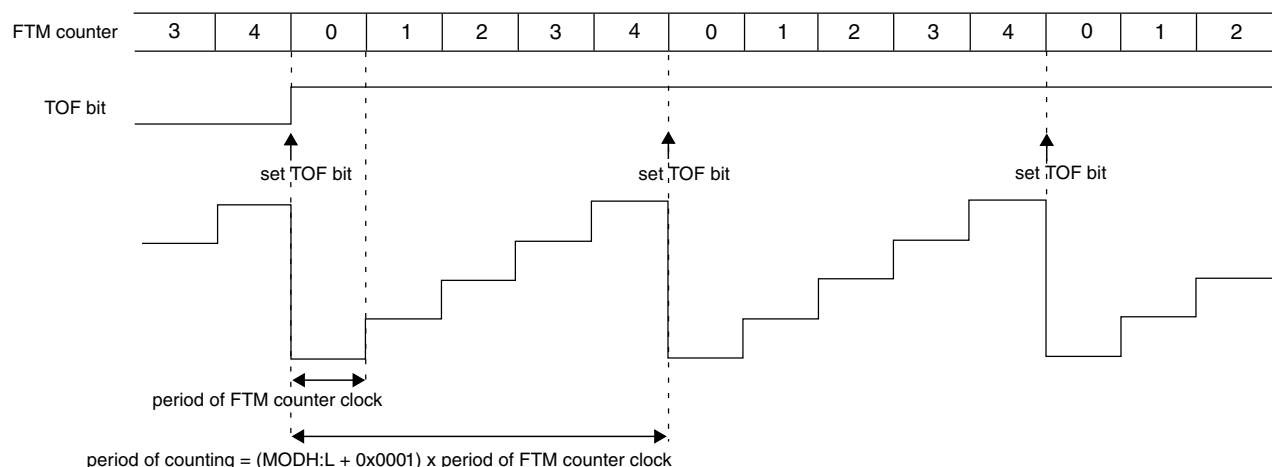 FTM counter 3 4 0 1 2 3 4 0 1 2 3 4 0 1 2
TOF bit
set TOF bit set TOF bit set TOF bit
period of FTM counter clock
period of counting = (MODH:L + 0x0001) x period of FTM counter clock